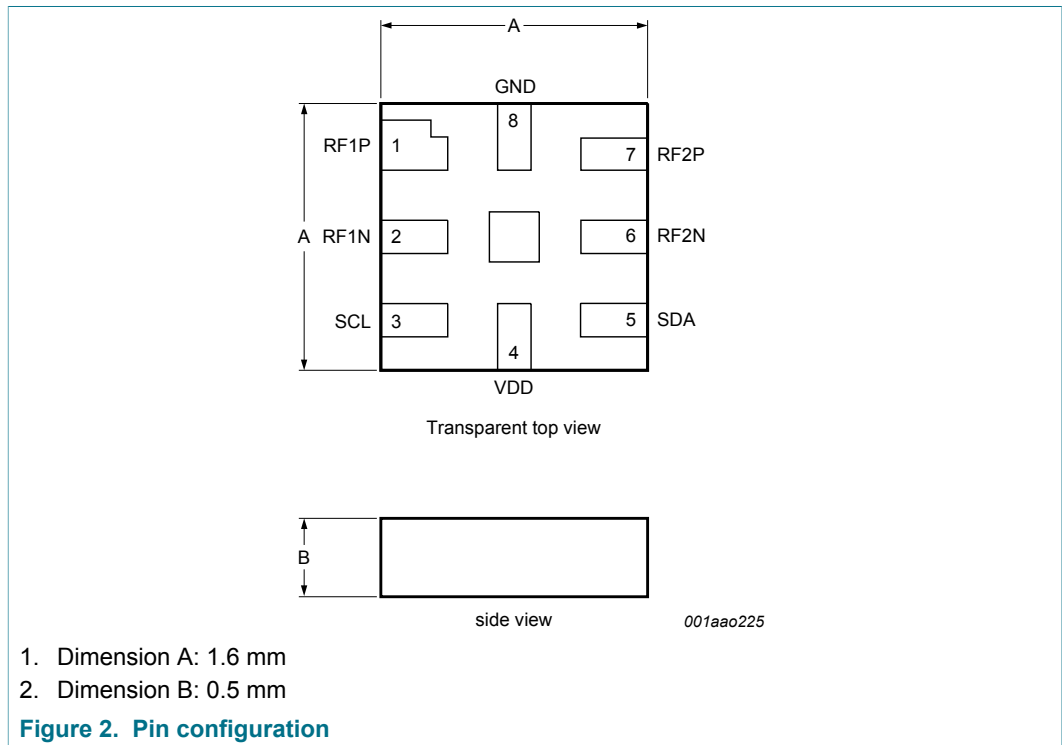 A
GND
8
RF1P 1
7 RF2P
A RF1N 2
6 RF2N
SCL 3
5 SDA
4
VDD
Transparent top view
B
side view
001aao225
1. Dimension A: 1.6 mm
2. Dimension B: 0.5 mm
Figure 2. Pin configuration